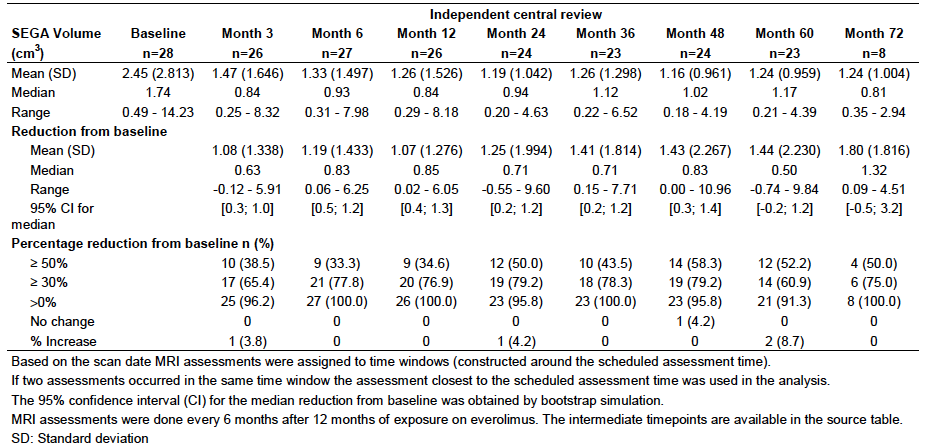 Independent central review
SEGA Volume Baseline Month 3 Month 6 Month 12 Month 24 Month 36 Month 48 Month 60 Month 72
(cm³) n=28 n=26 n=27 n=26 n=24 n=23 n=24 n=23 n=8
Mean (SD) 2.45 (2.813) 1.47 (1.646) 1.33 (1.497) 1.26 (1.526) 1.19 (1.042) 1.26 (1.298) 1.16 (0.961) 1.24 (0.959) 1.24 (1.004)
Median 1.74 0.84 0.93 0.84 0.94 1.12 1.02 1.17 0.81
Range 0.49 - 14.23 0.25 - 8.32 0.31 - 7.98 0.29 - 8.18 0.20 - 4.63 0.22 - 6.52 0.18 - 4.19 0.21 - 4.39 0.35 - 2.94
Reduction from baseline
Mean (SD) 1.08 (1.338) 1.19 (1.433) 1.07 (1.276) 1.25 (1.994) 1.41 (1.814) 1.43 (2.267) 1.44 (2.230) 1.80 (1.816)
Median 0.63 0.83 0.85 0.71 0.71 0.83 0.50 1.32
Range -0.12 - 5.91 0.06 - 6.25 0.02 - 6.05 -0.55 - 9.60 0.15 - 7.71 0.00 - 10.96 -0.74 - 9.84 0.09 - 4.51
95% CI for [0.3; 1.0] [0.5; 1.2] [0.4; 1.3] [0.2; 1.2] [0.2; 1.2] [0.3; 1.4] [-0.2; 1.2] [-0.5; 3.2]
median
Percentage reduction from baseline n (%)
≥ 50% 10 (38.5) 9 (33.3) 9 (34.6) 12 (50.0) 10 (43.5) 14 (58.3) 12 (52.2) 4 (50.0)
≥ 30% 17 (65.4) 21 (77.8) 20 (76.9) 19 (79.2) 18 (78.3) 19 (79.2) 14 (60.9) 6 (75.0)
>0% 25 (96.2) 27 (100.0) 26 (100.0) 23 (95.8) 23 (100.0) 23 (95.8) 21 (91.3) 8 (100.0)
No change 0 0 0 0 0 1 (4.2) 0 0
% Increase 1 (3.8) 0 0 1 (4.2) 0 0 2 (8.7) 0
Based on the scan date MRI assessments were assigned to time windows (constructed around the scheduled assessment time).
If two assessments occurred in the same time window the assessment closest to the scheduled assessment time was used in the analysis.
The 95% confidence interval (CI) for the median reduction from baseline was obtained by bootstrap simulation.
MRI assessments were done every 6 months after 12 months of exposure on everolimus. The intermediate timepoints are available in the source table.
SD: Standard deviation